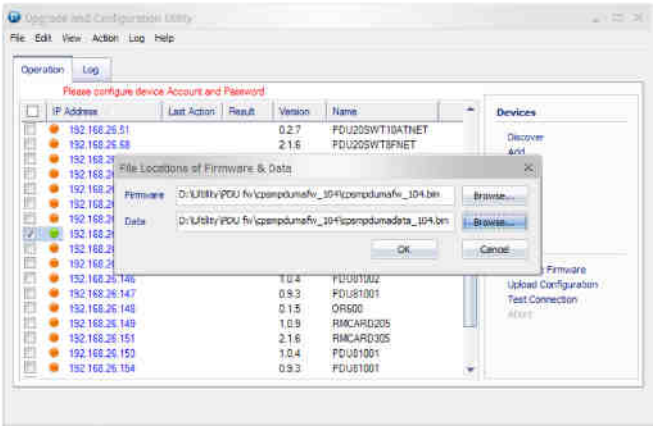 Upgrade and Configuration Utility
File Edit View Action Log Help
Operation Log
Please configure device Account and Password
IP Address Last Action Result Version Name
192.168.26.51 0.2.7 PDU20SWT10ATNET
192.168.26.68 2.1.6 PDU20SWT8FNET
Devices
Discover
Add
File Locations of Firmware & Data
Firmware D:\Utility\PDU fw\cpsmpdumafw_104\cpsmpdumafw_104.bin Browse...
Data D:\Utility\PDU fw\cpsmpdumafw_104\cpsmpdumadata_104.bin Browse...
OK Cancel
192.168.26.146 1.0.4 PDU81002
192.168.26.147 0.9.3 PDU81001
192.168.26.148 0.1.5 OR600
192.168.26.149 1.0.9 RMCARD205
192.168.26.151 2.1.6 RMCARD305
192.168.26.153 1.0.4 PDU81001
192.168.26.154 0.9.3 PDU81001
Firmware
Upload Configuration
Test Connection
Abort